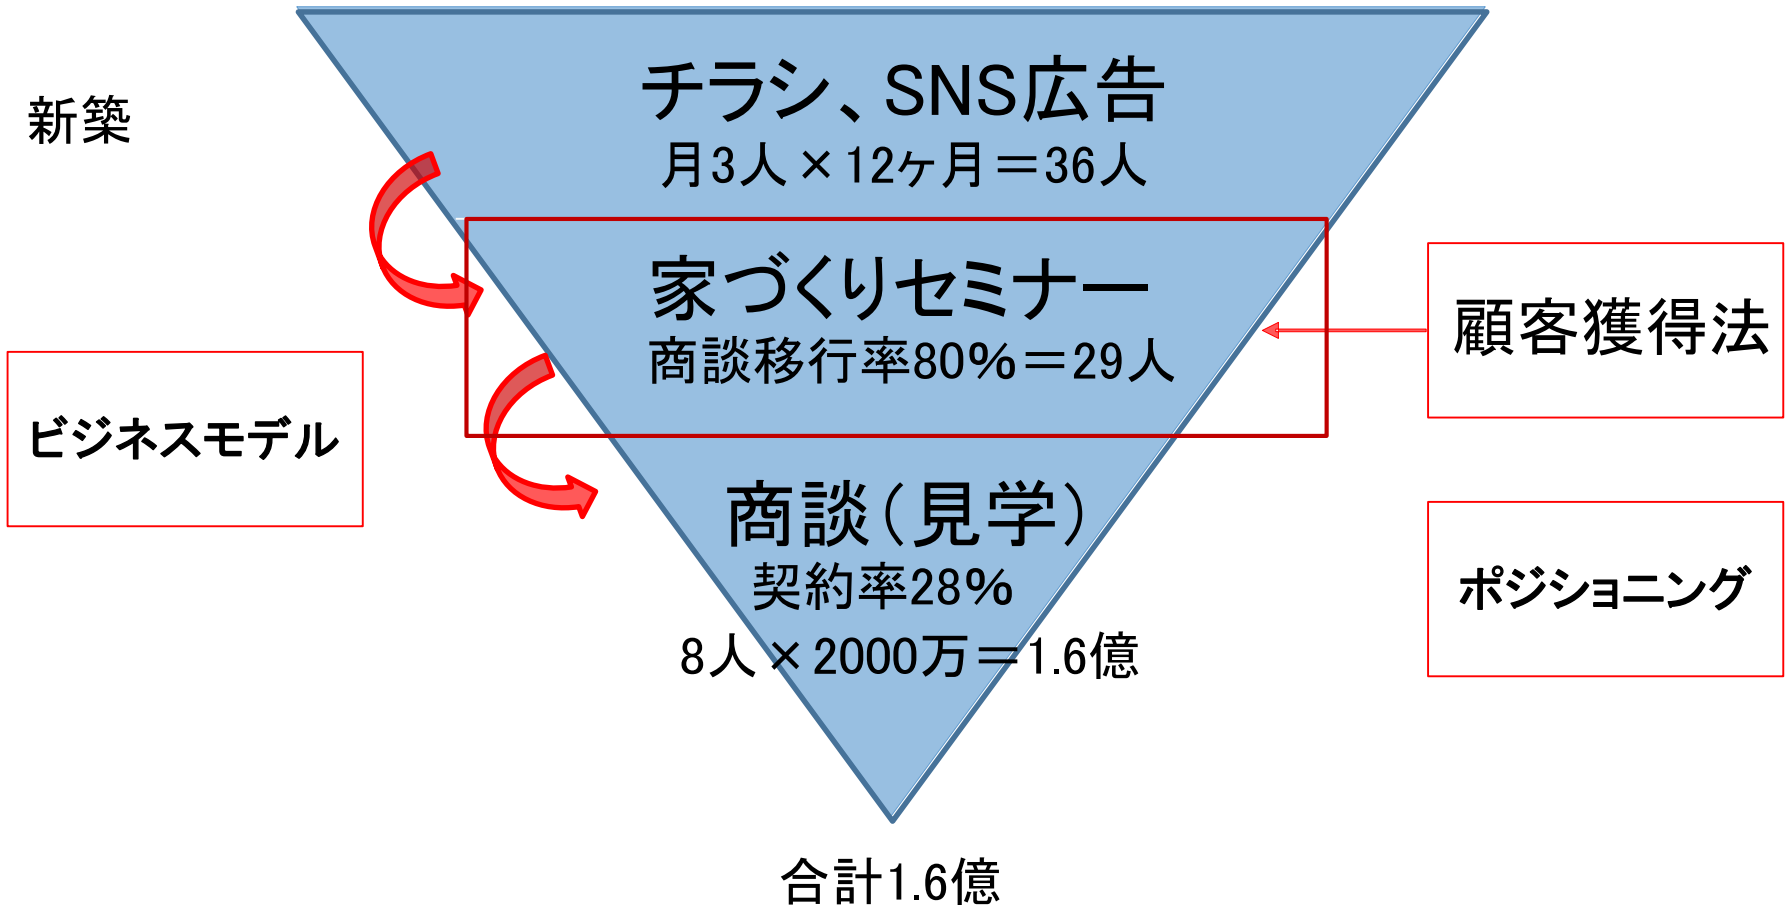 新築
チラシ、SNS広告
月3人×12ヶ月＝36人
家づくりセミナー
商談移行率80%＝29人
顧客獲得法
ビジネスモデル
商談（見学）
契約率28%
8人×2000万＝1.6億
ポジショニング
合計1.6億